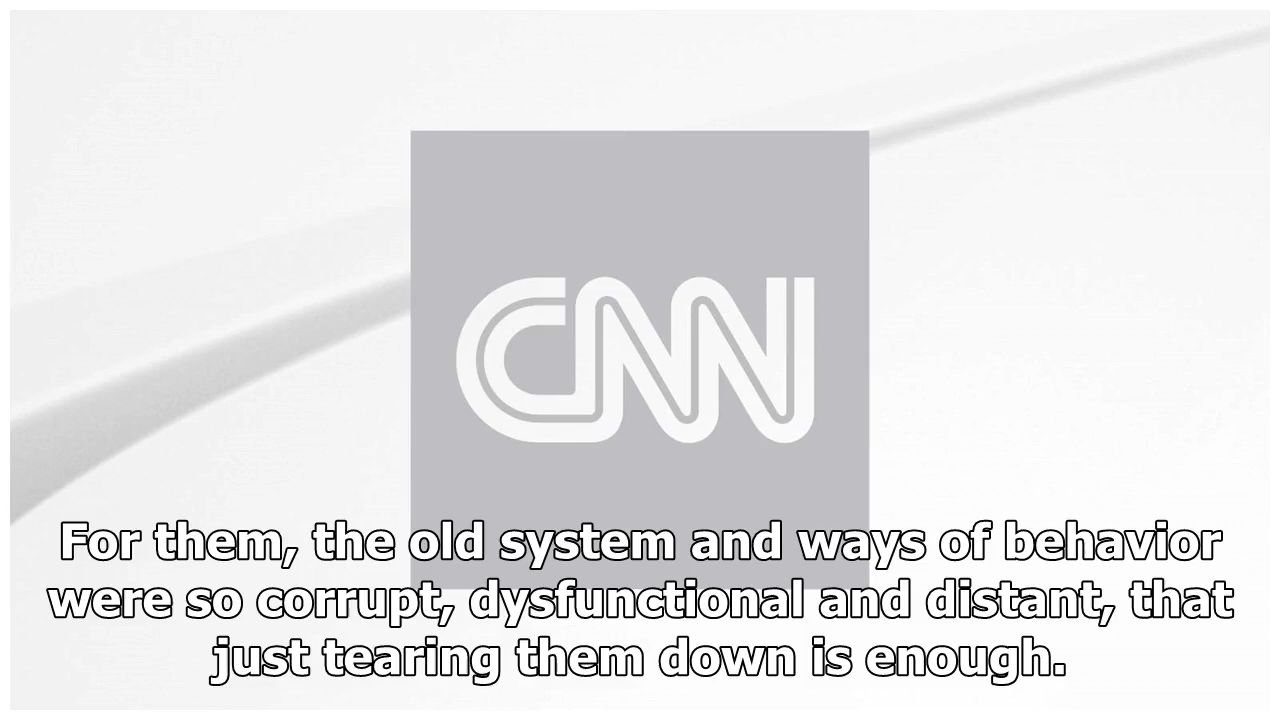 CNN
For them, the old system and ways of behavior
were so corrupt, dysfunctional and distant, that
just tearing them down is enough.